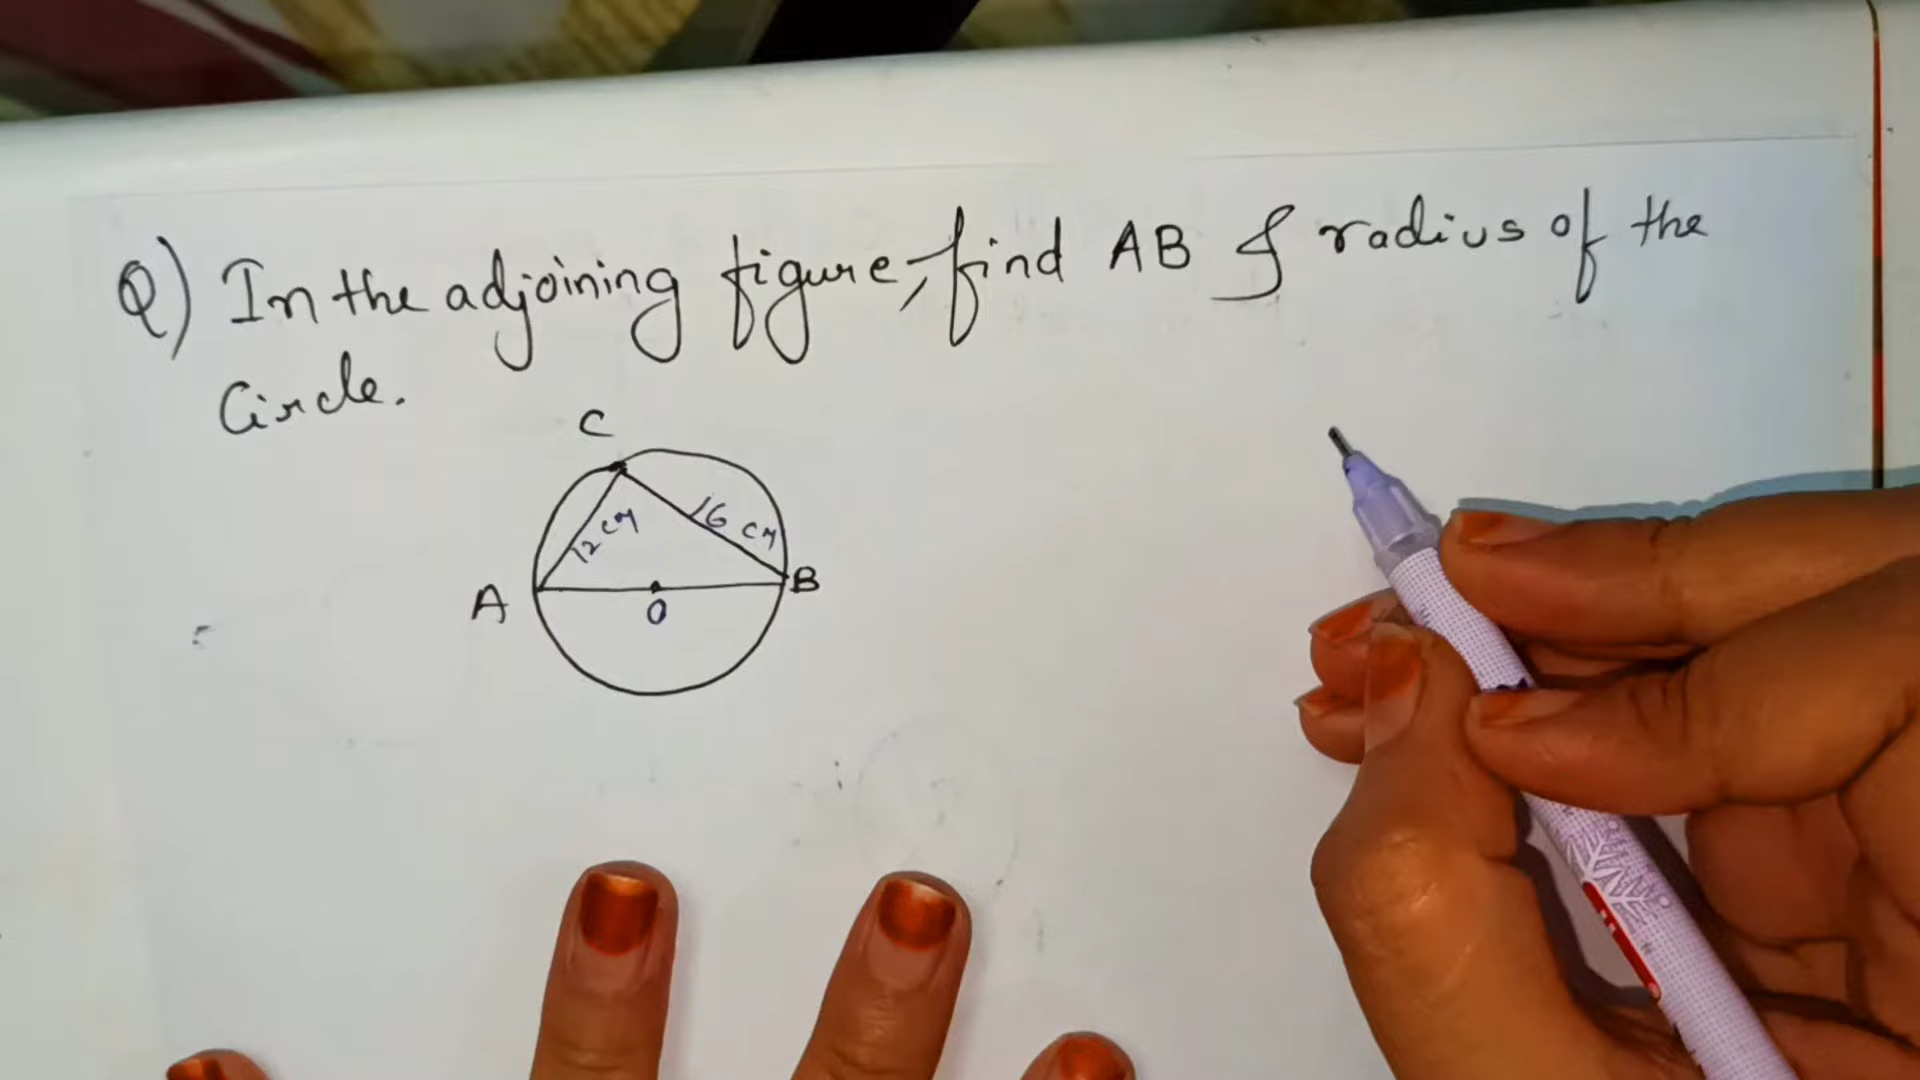 Q) In the adjoining figure, find AB & radius of the
Circle.
C
12 cm
16 cm
A
O
B